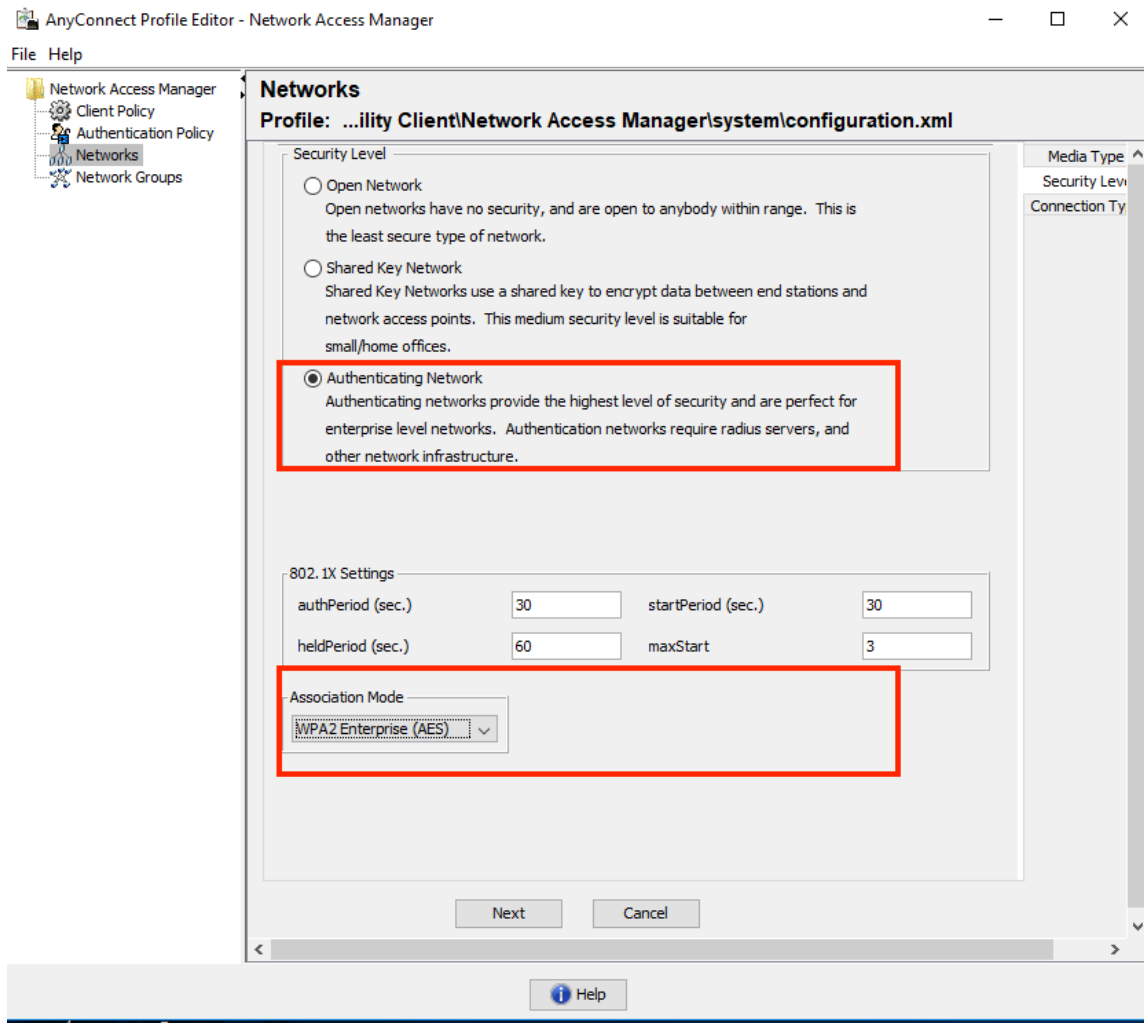 AnyConnect Profile Editor - Network Access Manager
File Help
Network Access Manager
Client Policy
Authentication Policy
Networks
Network Groups
Networks
Profile: ...ility Client\Network Access Manager\system\configuration.xml
Security Level
Open Network
Open networks have no security, and are open to anybody within range. This is
the least secure type of network.
Shared Key Network
Shared Key Networks use a shared key to encrypt data between end stations and
network access points. This medium security level is suitable for
small/home offices.
Authenticating Network
Authenticating networks provide the highest level of security and are perfect for
enterprise level networks. Authentication networks require radius servers, and
other network infrastructure.
802.1X Settings
authPeriod (sec.) 30 startPeriod (sec.) 30
heldPeriod (sec.) 60 maxStart 3
Association Mode
WPA2 Enterprise (AES)
Media Type
Security Lev
Connection Ty
Next Cancel
Help